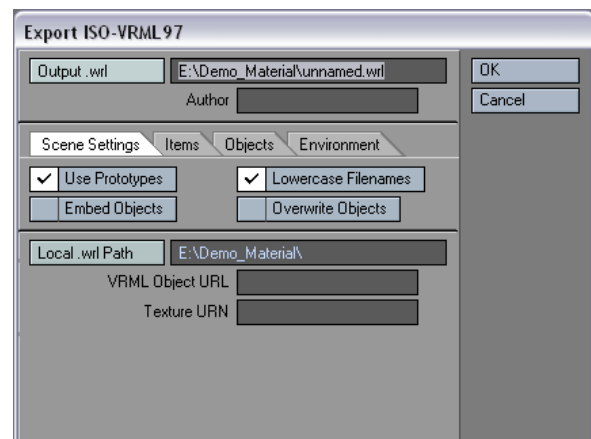 Export ISO-VRML97
Output .wrl E:\Demo_Material\unnamed.wrl OK
Author Cancel
Scene Settings Items Objects Environment
Use Prototypes Lowercase Filenames
Embed Objects Overwrite Objects
Local .wrl Path E:\Demo_Material\
VRML Object URL
Texture URN